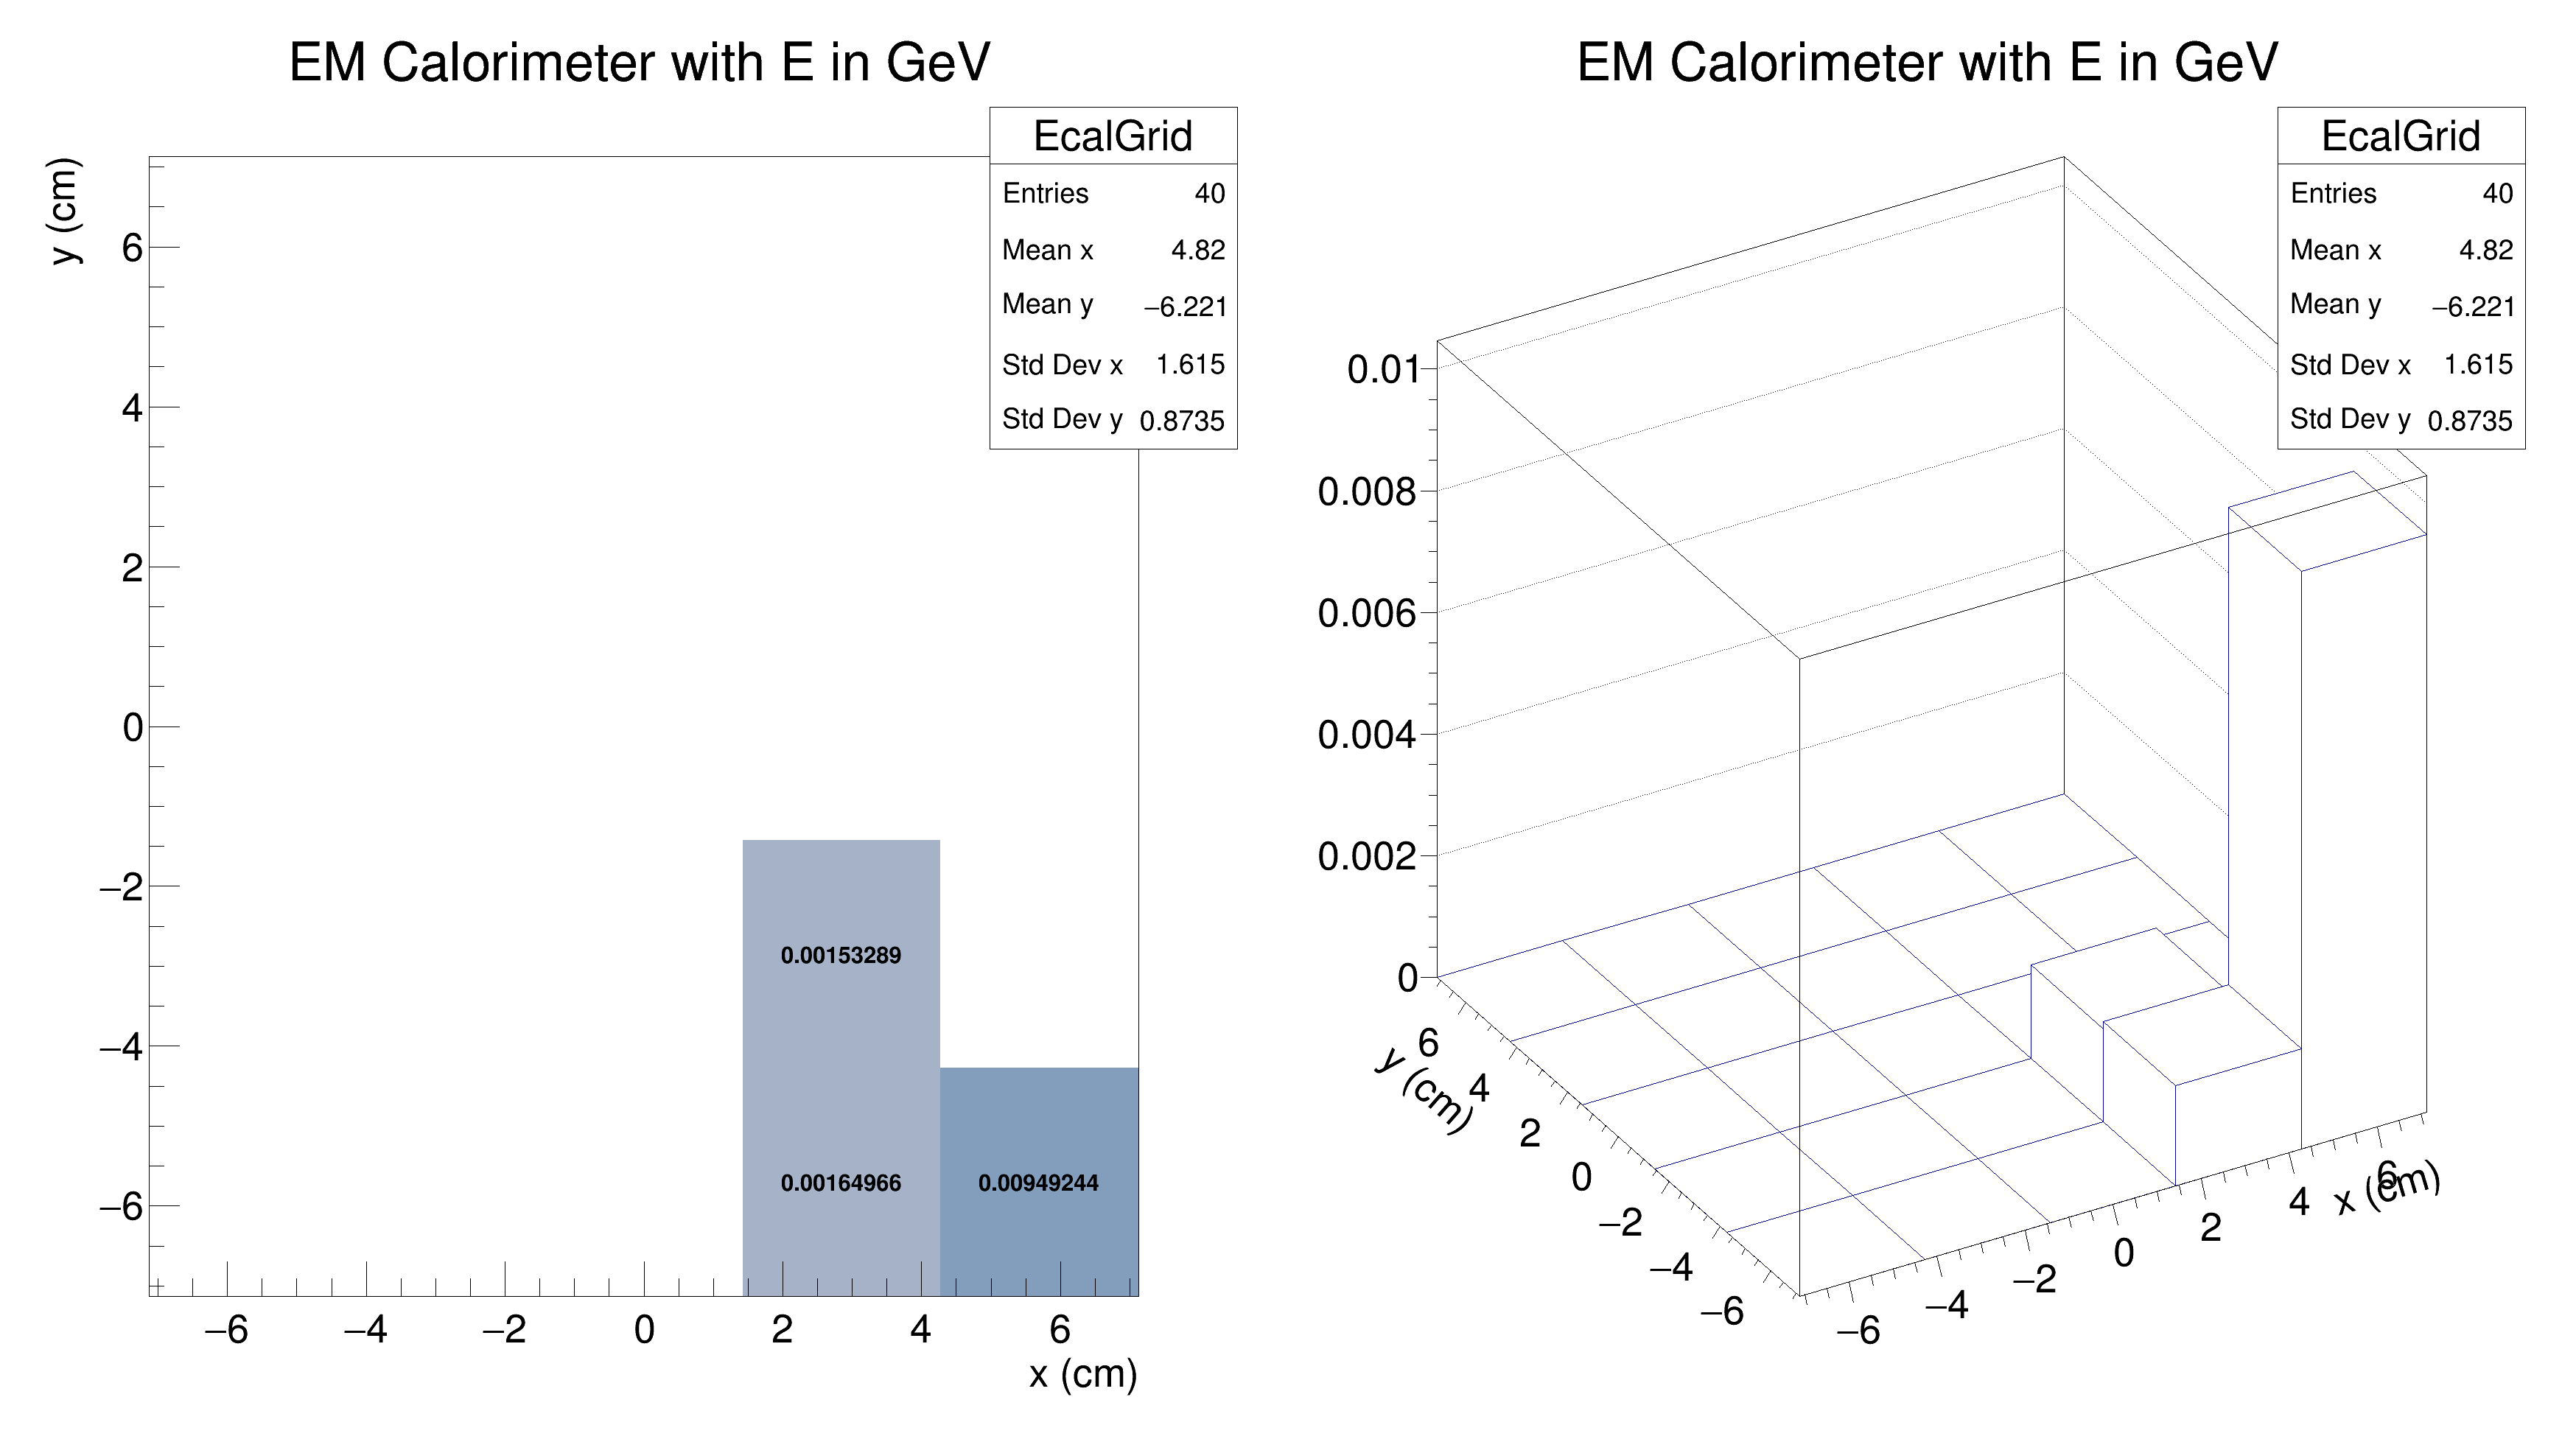 EM Calorimeter with E in GeV
EcalGrid
Entries 40
Mean x 4.82
Mean y −6.221
Std Dev x 1.615
Std Dev y 0.8735
y (cm)
6
4
2
0
−2
−4
−6
0.00153289
0.00164966 0.00949244
−6 −4 −2 0 2 4 6
x (cm)
EM Calorimeter with E in GeV
EcalGrid
Entries 40
Mean x 4.82
Mean y −6.221
Std Dev x 1.615
Std Dev y 0.8735
0.01
0.008
0.006
0.004
0.002
0
6
4
2
0
−2
−4
−6
y (cm)
−6
−4
−2
0
2
4
6
x (cm)